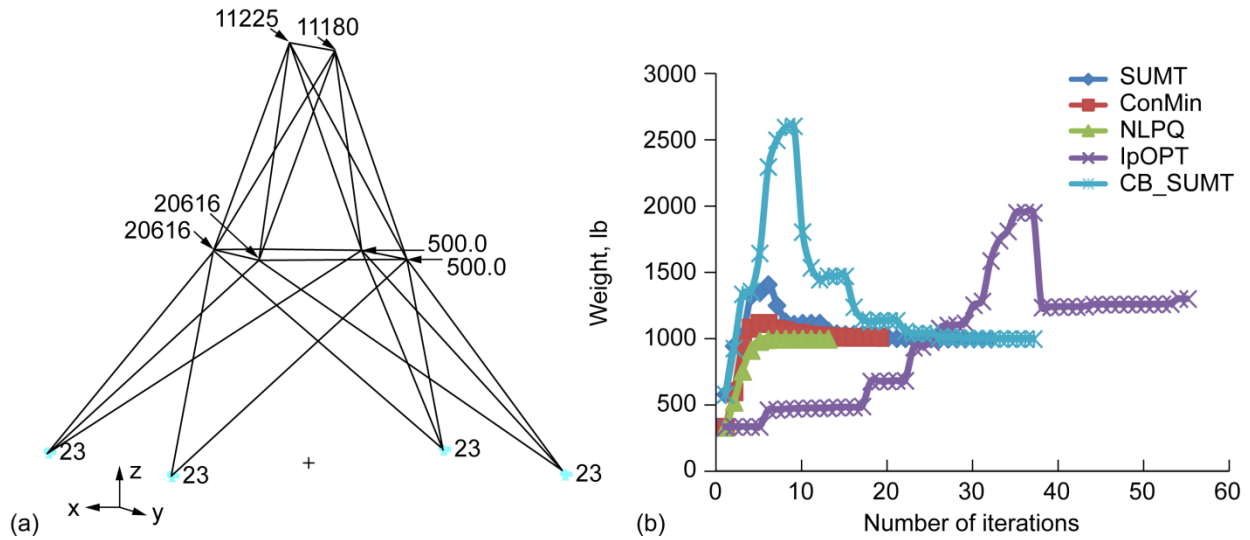 11225 11180
20616
20616
500.0
500.0
23
23
23
23
z
x
y
(a)
3000
2500
2000
1500
1000
500
0
Weight, lb
SUMT
ConMin
NLPQ
IpOPT
CB_SUMT
0 10 20 30 40 50 60
Number of iterations
(b)